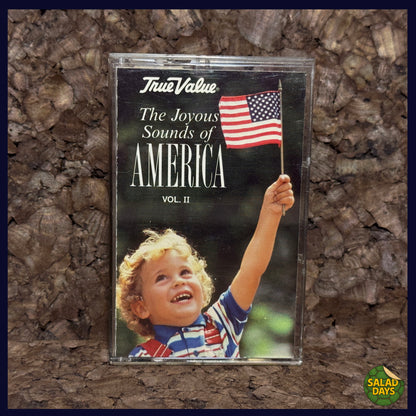 True Value
The Joyous
Sounds of
AMERICA
VOL. II
SALAD
DAYS